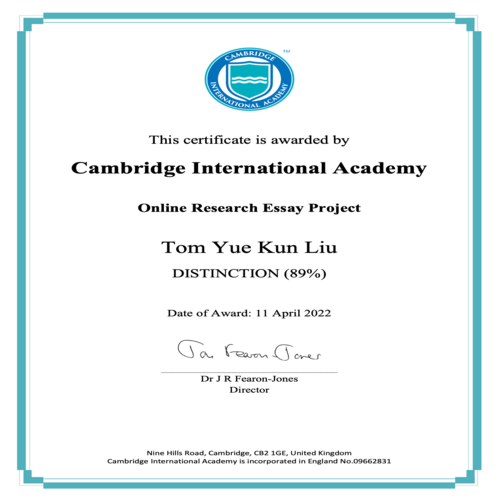 CAMBRIDGE
INTERNATIONAL ACADEMY
TM
This certificate is awarded by
Cambridge International Academy
Online Research Essay Project
Tom Yue Kun Liu
DISTINCTION (89%)
Date of Award: 11 April 2022
Jon Fearon-Jones
Dr J R Fearon-Jones
Director
Nine Hills Road, Cambridge, CB2 1GE, United Kingdom
Cambridge International Academy is incorporated in England No.09662831